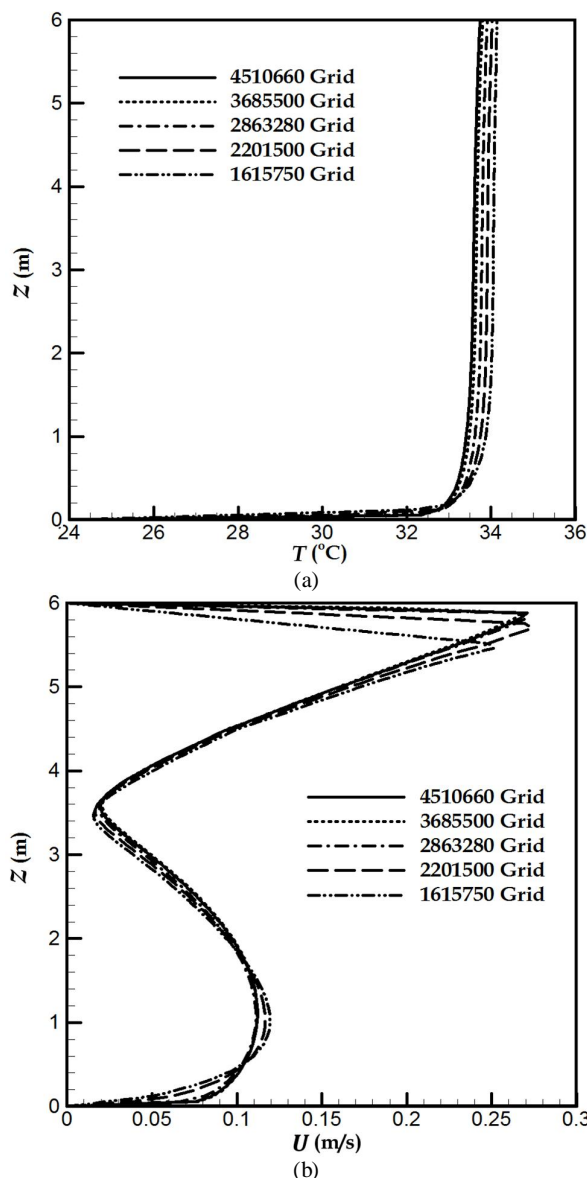 6
5
4
3
2
1
0
Z (m)
4510660 Grid
3685500 Grid
2863280 Grid
2201500 Grid
1615750 Grid
24 26 28 30 32 34 36
T (°C)
(a)
6
5
4
3
2
1
0
Z (m)
4510660 Grid
3685500 Grid
2863280 Grid
2201500 Grid
1615750 Grid
0 0.05 0.1 0.15 0.2 0.25 0.3
U (m/s)
(b)